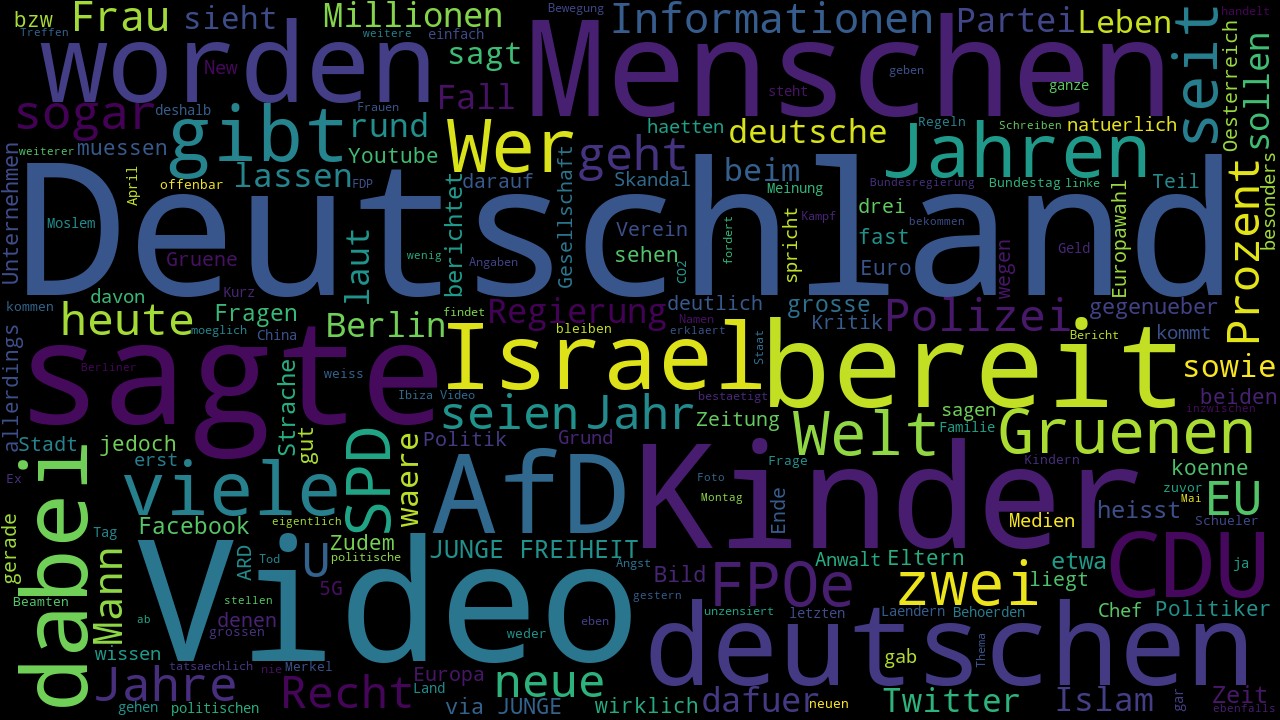 bzw
Treffen
Frau
sieht
Millionen
weitere
einfach
Bewegung
Informationen
Partei
Leben
seit
handelt
worden
New
sagt
Menschen
geben
steht
ganze
Oesterreich
sollen
sogar
deshalb
gibt
Frauen
rund
Fall
Wer
geht
haetten
deutsche
Regeln
Schreiben
natuerlich
Jahren
weiterer
muessen
Youtube
Unternehmen
April
offenbar
lassen
FDP
berichtet
darauf
Gesellschaft
Skandal
beim
Meinung
Bundesregierung
Bundestag
linke
Teil
Prozent
besonders
Deutschland
Moslem
Gruene
laut
wenig
Angaben
Verein
sehen
co2
fordert
spricht
Kampf
drei
fast
Euro
bekommen
wegen
Geld
Europawahl
kommen
davon
Kurz
heute
moeglich
Fragen
China
Berlin
findet
Regierung
bleiben
Namen
deutlich
erklaert
grosse
Kritik
Polizei
gegenueber
Bericht
kommt
Staat
allerdings
sagte
Berliner
Strache
weiss
Ibiza Video
Israel
bestaetigt
bereit
sowie
beiden
inzwischen
Stadt
jedoch
gut
SPD
waere
seien
Jahr
Politik
Grund
Zeitung
Welt
sagen
Familie
Gruenen
dabei
Ex
erst
viele
AfD
Kinder
Foto
Montag
Frage
Ende
Kindern
koenne
zuvor
Mai
EU
Schueler
heisst
Medien
gerade
Tag
Facebook
eigentlich
Mann
Video
ARD
Tod
U
Zudem
politische
5G
JUNGE FREIHEIT
Angst
Bild
FPOe
Anwalt
Eltern
zwei
etwa
liegt
CDU
ja
Beamten
ab
stellen
denen
grossen
gestern
weder
eben
unzensiert
letzten
Laendern
Behoerden
Chef
Politiker
wissen
tatsaechlich
nie
Merkel
deutschen
gab
Thema
Jahre
gehen
politischen
Recht
Europa
Land
via
JUNGE
neue
wirklich
dafuer
neuen
Twitter
Islam
gar
Zeit
ebenfalls